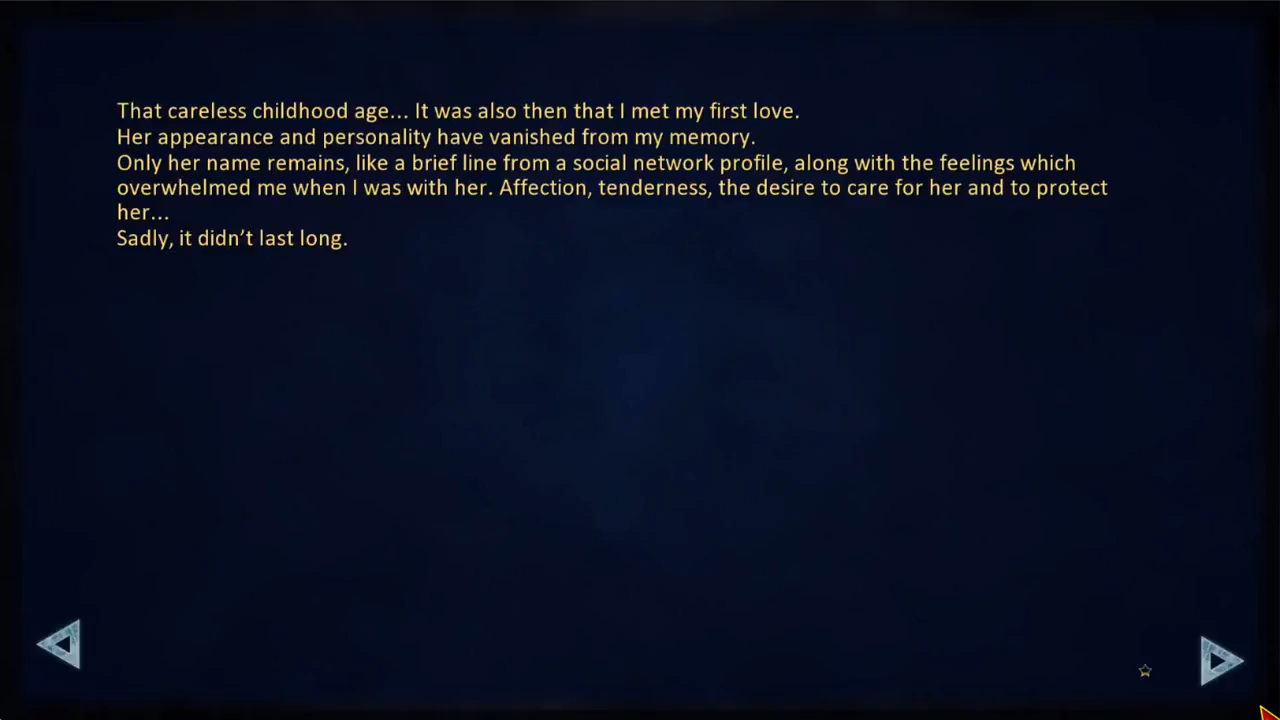 That careless childhood age... It was also then that I met my first love.
Her appearance and personality have vanished from my memory.
Only her name remains, like a brief line from a social network profile, along with the feelings which
overwhelmed me when I was with her. Affection, tenderness, the desire to care for her and to protect
her...
Sadly, it didn’t last long.